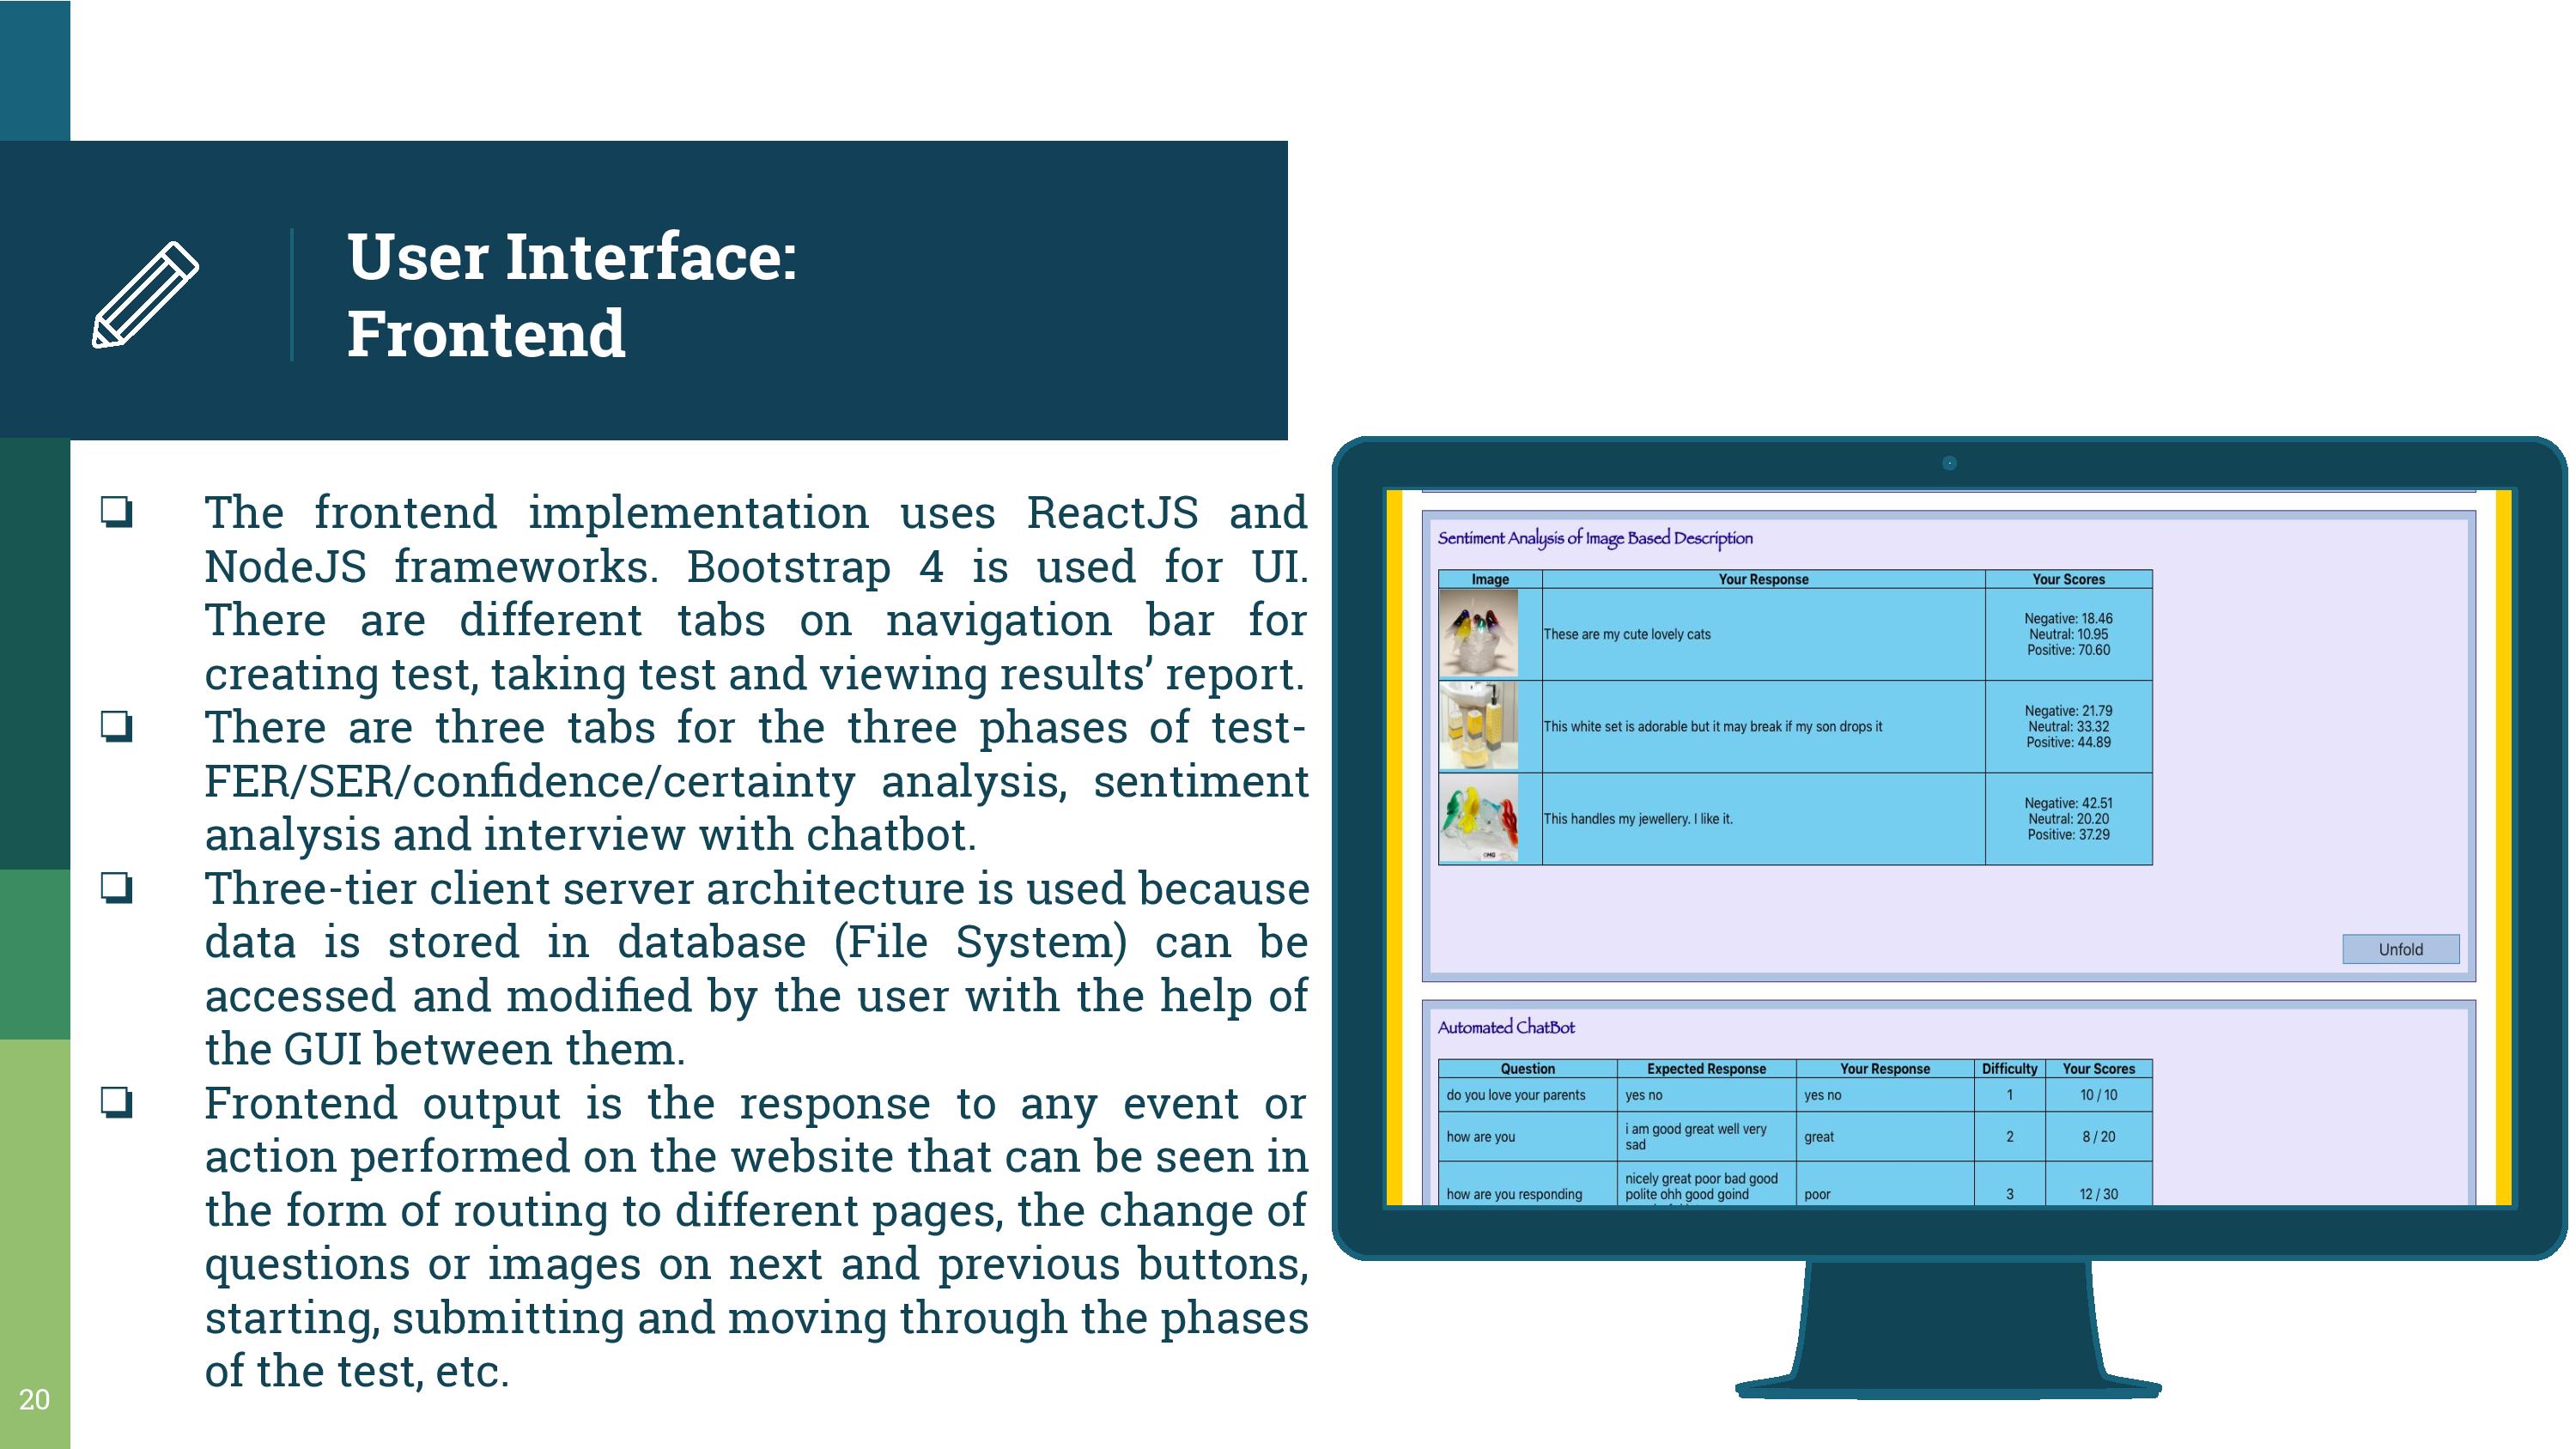 User Interface:
Frontend
❏ The frontend implementation uses ReactJS and
NodeJS frameworks. Bootstrap 4 is used for UI.
There are different tabs on navigation bar for
creating test, taking test and viewing results’ report.
❏ There are three tabs for the three phases of test-
FER/SER/confidence/certainty analysis, sentiment
analysis and interview with chatbot.
❏ Three-tier client server architecture is used because
data is stored in database (File System) can be
accessed and modified by the user with the help of
the GUI between them.
❏ Frontend output is the response to any event or
action performed on the website that can be seen in
the form of routing to different pages, the change of
questions or images on next and previous buttons,
starting, submitting and moving through the phases
of the test, etc.
20
Sentiment Analysis of Image Based Description
Image Your Response Your Scores
These are my cute lovely cats
Negative: 18.46
Neutral: 10.95
Positive: 70.60
This white set is adorable but it may break if my son drops it
Negative: 21.79
Neutral: 33.32
Positive: 44.89
This handles my jewellery. I like it.
Negative: 42.51
Neutral: 20.20
Positive: 37.29
Unfold
Automated ChatBot
Question Expected Response Your Response Difficulty Your Scores
do you love your parents yes no yes no 1 10 / 10
how are you
i am good great well very
sad
great 2 8 / 20
how are you responding
nicely great poor bad good
polite ohh good goind
poor 3 12 / 30